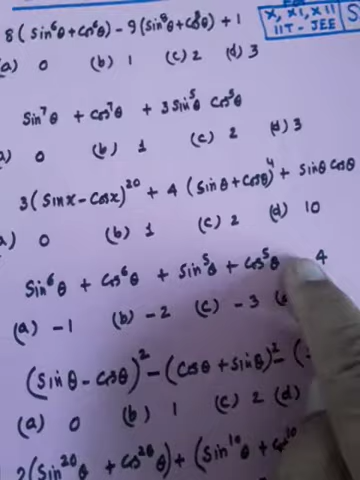 8(sin⁶θ+cos⁶θ)-9(sin⁸θ+cos⁸θ)+1
X, XI, XII
IIT-JEE
(a) 0 (b) 1 (c) 2 (d) 3
Sin⁷θ + cos⁷θ + 3Sin⁵θ cos⁵θ
(a) 0 (b) 1 (c) 2 (d) 3
3(Sinx-cosx)²⁰ + 4(Sinθ+cosθ)⁴ + Sinθ cosθ
(a) 0 (b) 1 (c) 2 (d) 10
Sin⁶θ + cos⁶θ + Sin⁵θ + cos⁵θ 4
(a) -1 (b) -2 (c) -3
(Sinθ-cosθ)² - (cosθ+sinθ)² - (
(a) 0 (b) 1 (c) 2 (d)
2(Sin²⁰θ + cos²⁰θ) + (Sin¹⁰θ + cos¹⁰